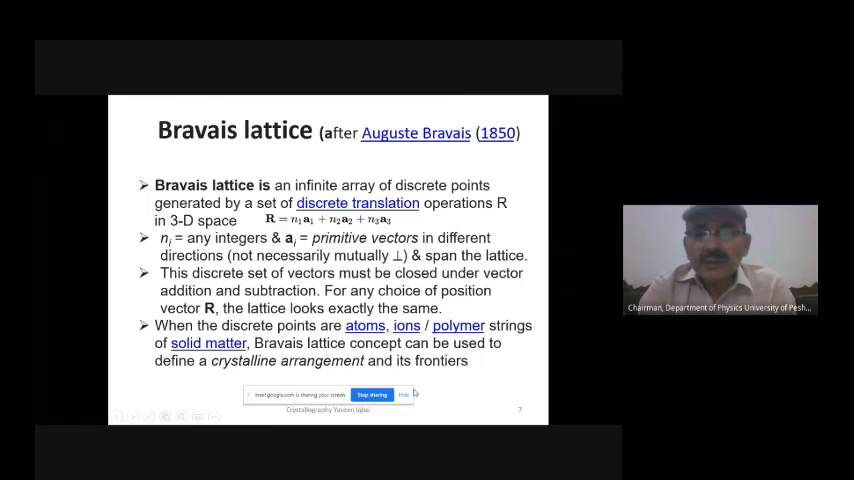 Bravais lattice (after Auguste Bravais (1850)
➢ Bravais lattice is an infinite array of discrete points
generated by a set of discrete translation operations R
in 3-D space R = n₁a₁ + n₂a₂ + n₃a₃
➢ nᵢ = any integers & aᵢ = primitive vectors in different
directions (not necessarily mutually ⊥) & span the lattice.
➢ This discrete set of vectors must be closed under vector
addition and subtraction. For any choice of position
vector R, the lattice looks exactly the same.
➢ When the discrete points are atoms, ions / polymer strings
of solid matter, Bravais lattice concept can be used to
define a crystalline arrangement and its frontiers
meet.google.com is sharing your screen. Stop sharing Hide
Crystallography Yaseen Iqbal 7
Chairman, Department of Physics University of Pesh...